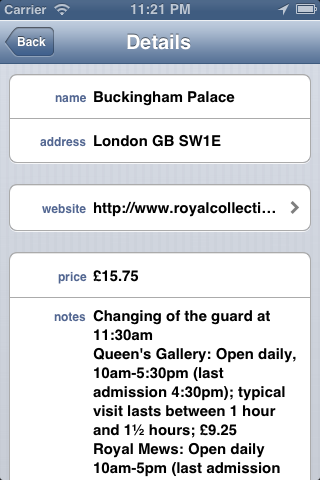 Carrier 11:21 PM
Back Details
name Buckingham Palace
address London GB SW1E
website http://www.royalcollecti...
price £15.75
notes Changing of the guard at
11:30am
Queen's Gallery: Open daily,
10am-5:30pm (last
admission 4:30pm); typical
visit lasts between 1 hour
and 1½ hours; £9.25
Royal Mews: Open daily
10am-5pm (last admission